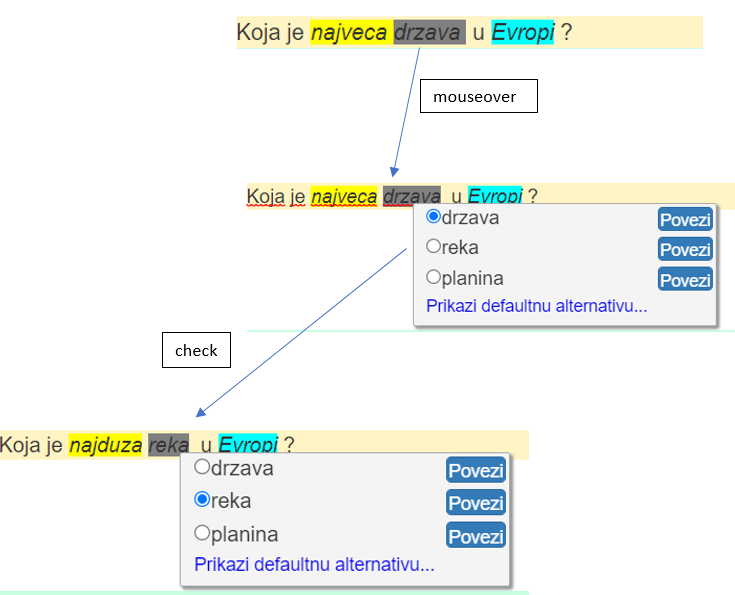 Koja je najveca drzava u Evropi ?
mouseover
Koja je najveca drzava u Evropi ?
drzava Povezi
reka Povezi
planina Povezi
Prikazi defaultnu alternativu...
check
Koja je najduza reka u Evropi ?
drzava Povezi
reka Povezi
planina Povezi
Prikazi defaultnu alternativu...